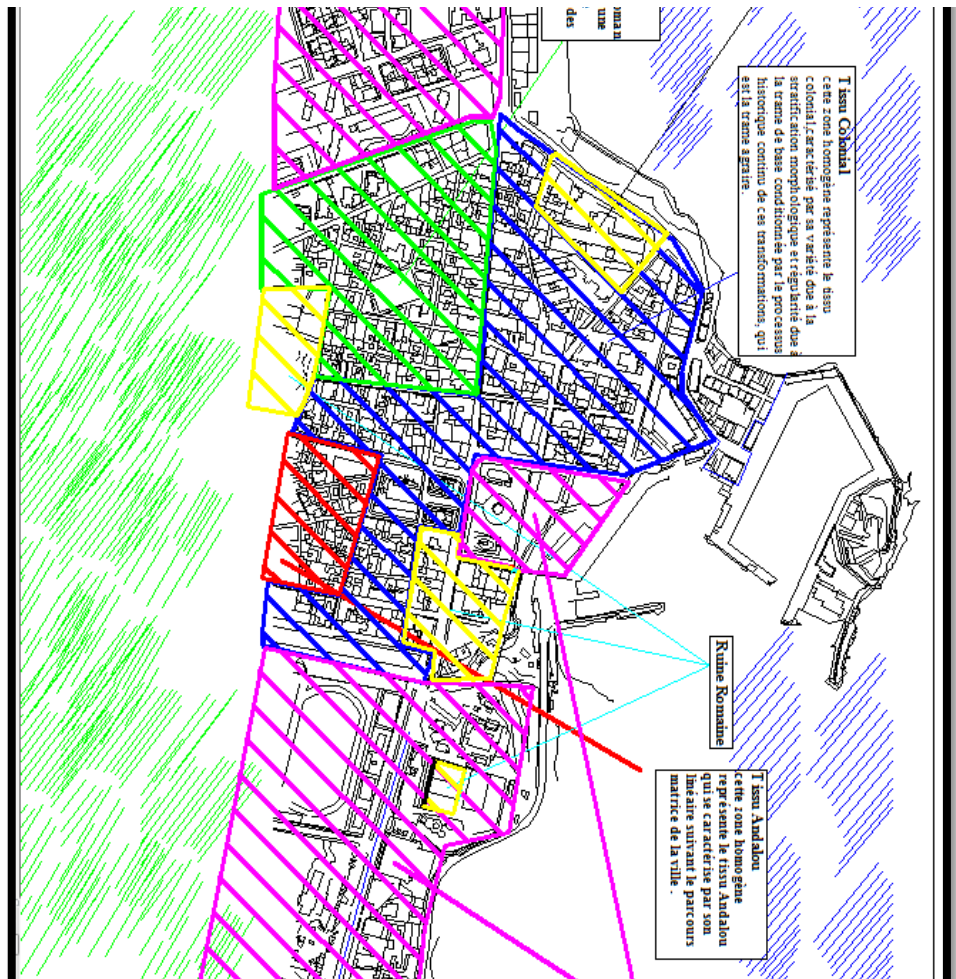 oman
une
des
Tissu Colonial
cette zone homogène représente le tissu
colonial,caractérisé par sa variété due à la
stratification morphologique et régularité due à
la trame de base conditionnée par le processus
historique continu de ces transformations, qui
est la trame agraire.
Ruine Romaine
Tissu Andalou
cette zone homogène
représente le tissu Andalou
qui se caractérise par son
linéaire suivant le parcours
matrice de la ville .